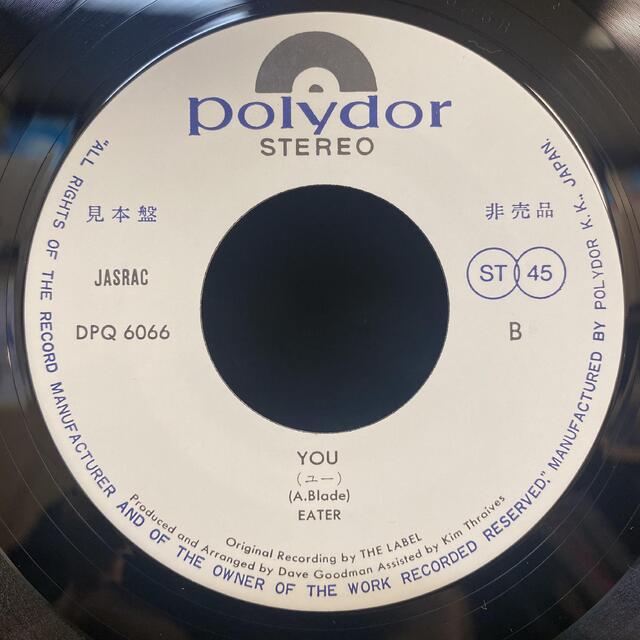 polydor
STEREO
見本盤
非売品
JASRAC
ST 45
DPQ 6066
B
YOU
(ユー)
(A.Blade)
EATER
Original Recording by THE LABEL
Produced and Arranged by Dave Goodman Assisted by Kim Thraives
"ALL RIGHTS OF THE RECORD MANUFACTURER AND OF THE OWNER OF THE WORK RECORDED RESERVED," MANUFACTURED BY POLYDOR K.K., JAPAN.